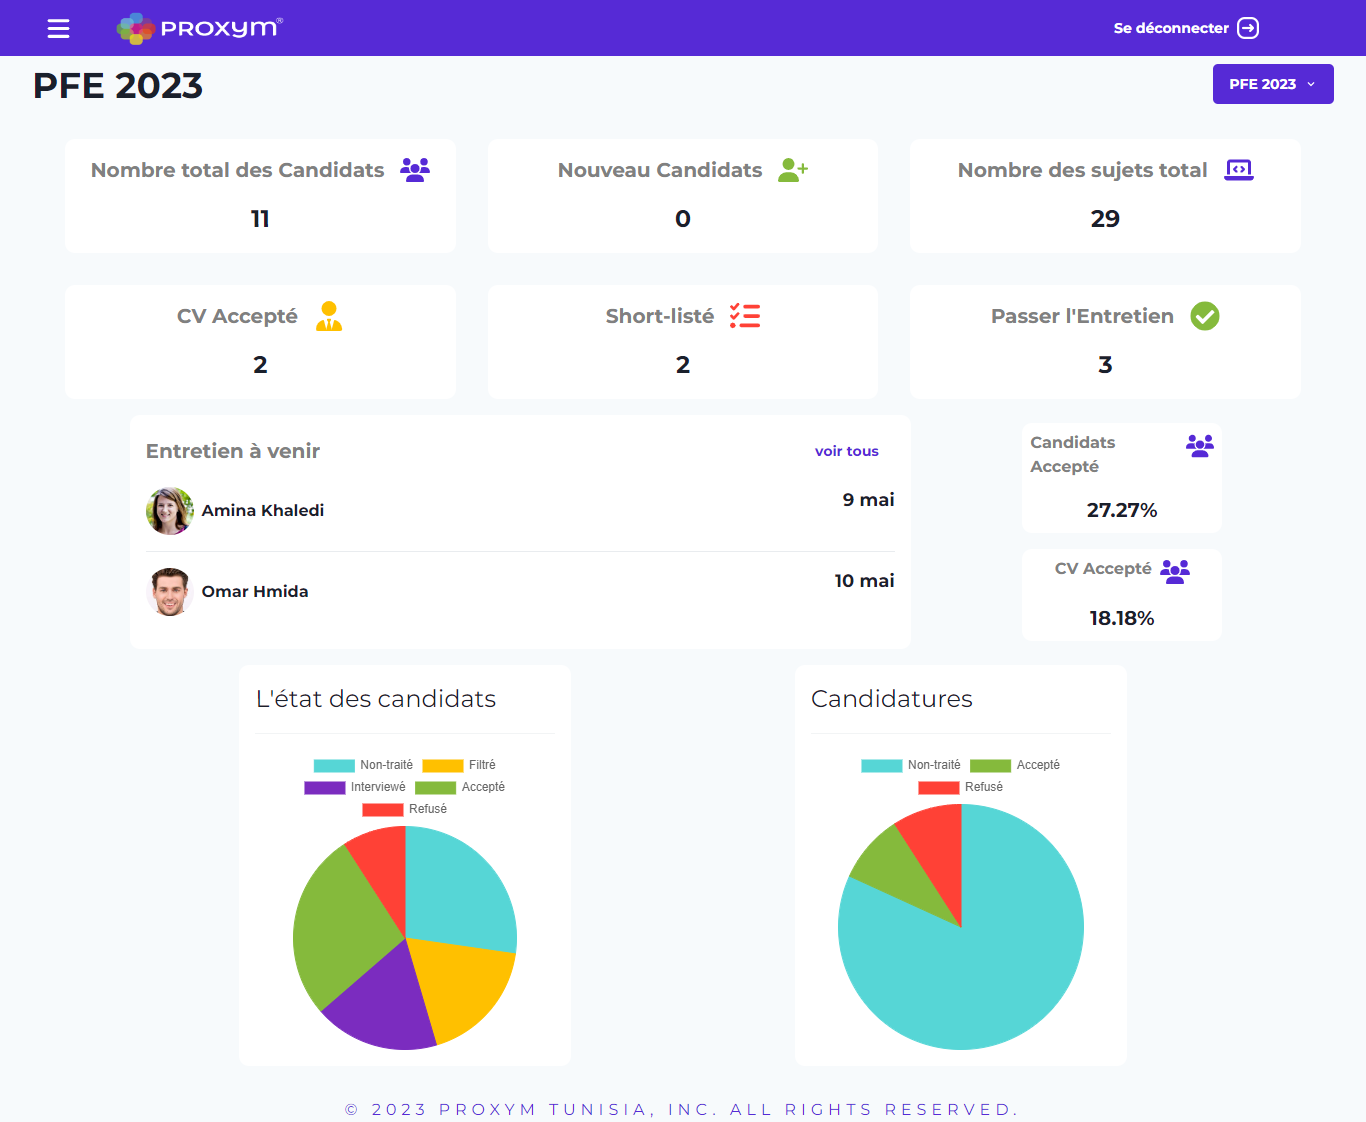 PROXYM®
Se déconnecter
PFE 2023
PFE 2023
Nombre total des Candidats
11
Nouveau Candidats
0
Nombre des sujets total
29
CV Accepté
2
Short-listé
2
Passer l'Entretien
3
Entretien à venir
voir tous
Amina Khaledi
9 mai
Omar Hmida
10 mai
Candidats
Accepté
27.27%
CV Accepté
18.18%
L'état des candidats
Non-traité Filtré
Interviewé Accepté
Refusé
Candidatures
Non-traité Accepté
Refusé
© 2023 PROXYM TUNISIA, INC. ALL RIGHTS RESERVED.